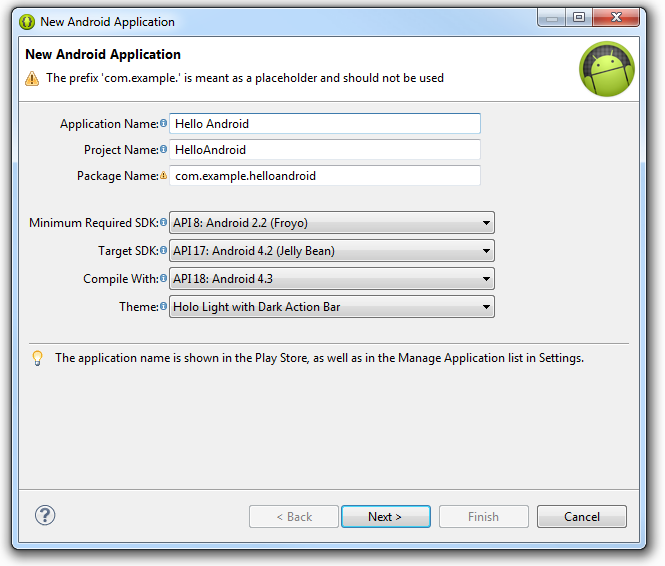 New Android Application
New Android Application
The prefix 'com.example.' is meant as a placeholder and should not be used
Application Name: Hello Android
Project Name: HelloAndroid
Package Name: com.example.helloandroid
Minimum Required SDK: API 8: Android 2.2 (Froyo)
Target SDK: API 17: Android 4.2 (Jelly Bean)
Compile With: API 18: Android 4.3
Theme: Holo Light with Dark Action Bar
The application name is shown in the Play Store, as well as in the Manage Application list in Settings.
? < Back Next > Finish Cancel